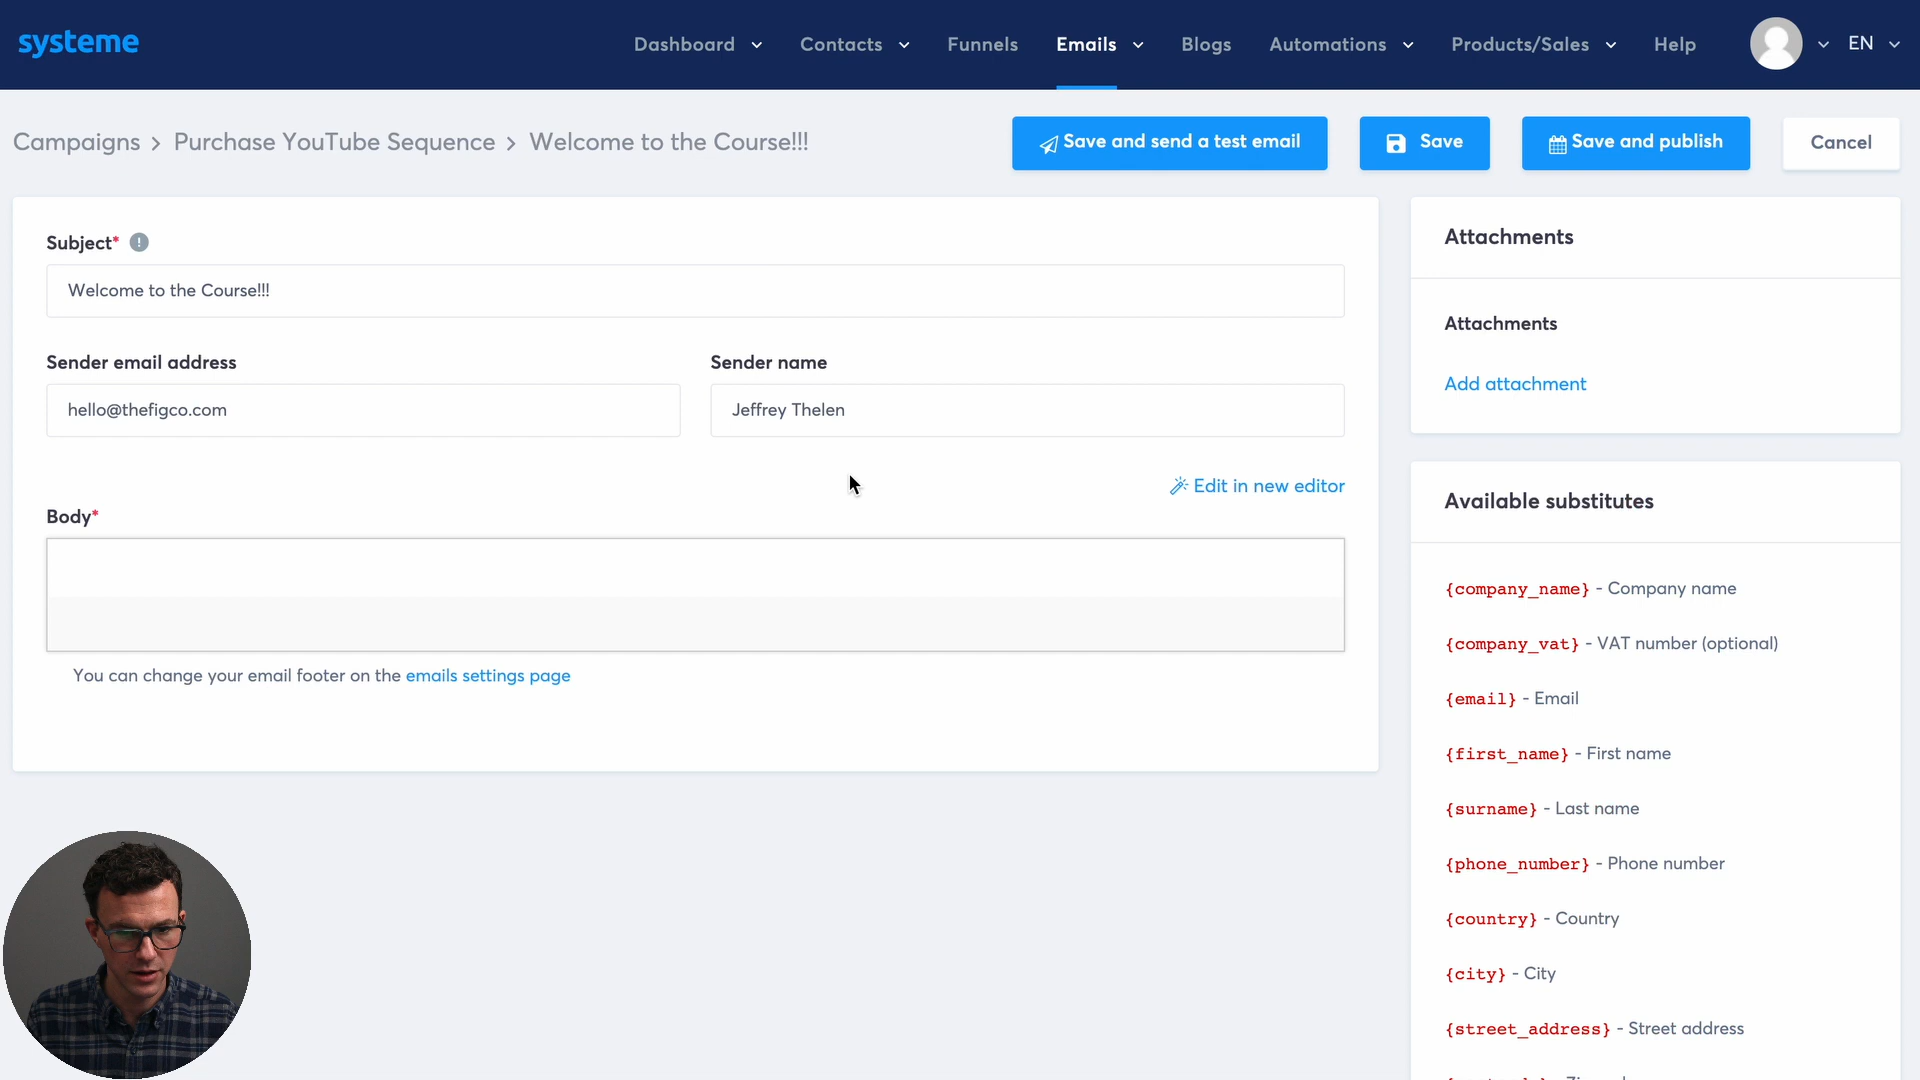 systeme
Dashboard Contacts Funnels Emails Blogs Automations Products/Sales Help EN
Campaigns > Purchase YouTube Sequence > Welcome to the Course!!!
Save and send a test email
Save
Save and publish
Cancel
Subject*
Welcome to the Course!!!
Sender email address
hello@thefigco.com
Sender name
Jeffrey Thelen
Edit in new editor
Body*
You can change your email footer on the emails settings page
Attachments
Attachments
Add attachment
Available substitutes
{company_name} - Company name
{company_vat} - VAT number (optional)
{email} - Email
{first_name} - First name
{surname} - Last name
{phone_number} - Phone number
{country} - Country
{city} - City
{street_address} - Street address